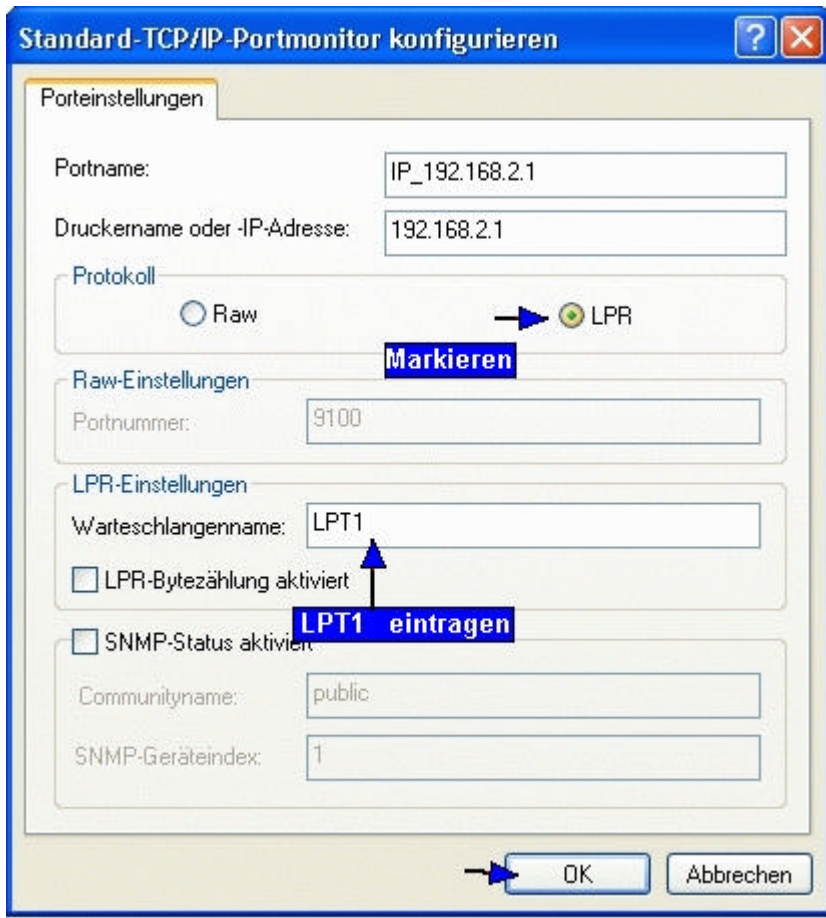 Standard-TCP/IP-Portmonitor konfigurieren
Porteinstellungen
Portname: IP_192.168.2.1
Druckername oder -IP-Adresse: 192.168.2.1
Protokoll
Raw LPR
Markieren
Raw-Einstellungen
Portnummer: 9100
LPR-Einstellungen
Warteschlangenname: LPT1
LPR-Bytezählung aktiviert
LPT1 eintragen
SNMP-Status aktiviert
Communityname: public
SNMP-Geräteindex: 1
OK Abbrechen